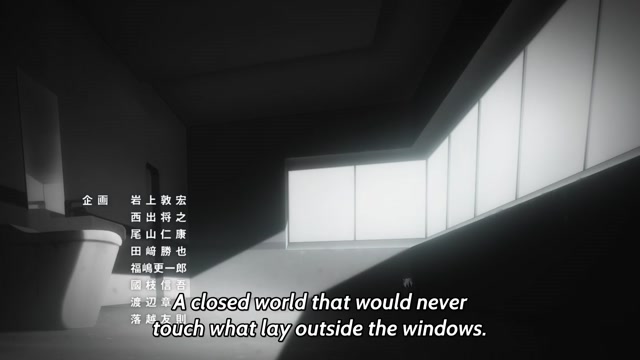 企画 岩上敦宏
西出将之
尾山仁康
田﨑勝也
福嶋更一郎
國枝信吾
渡辺章
落越友則
A closed world that would never
touch what lay outside the windows.